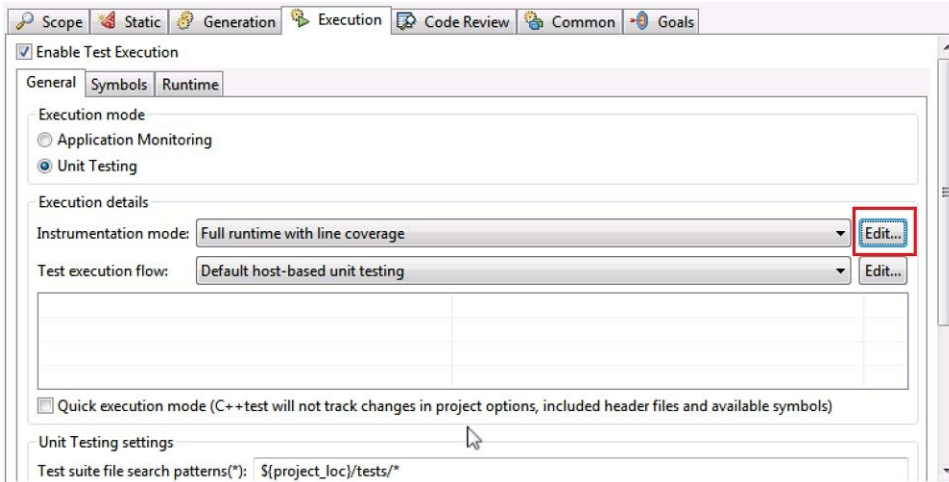 Scope Static Generation Execution Code Review Common Goals
Enable Test Execution
General Symbols Runtime
Execution mode
Application Monitoring
Unit Testing
Execution details
Instrumentation mode: Full runtime with line coverage Edit...
Test execution flow: Default host-based unit testing Edit...
Quick execution mode (C++test will not track changes in project options, included header files and available symbols)
Unit Testing settings
Test suite file search patterns(*): ${project_loc}/tests/*